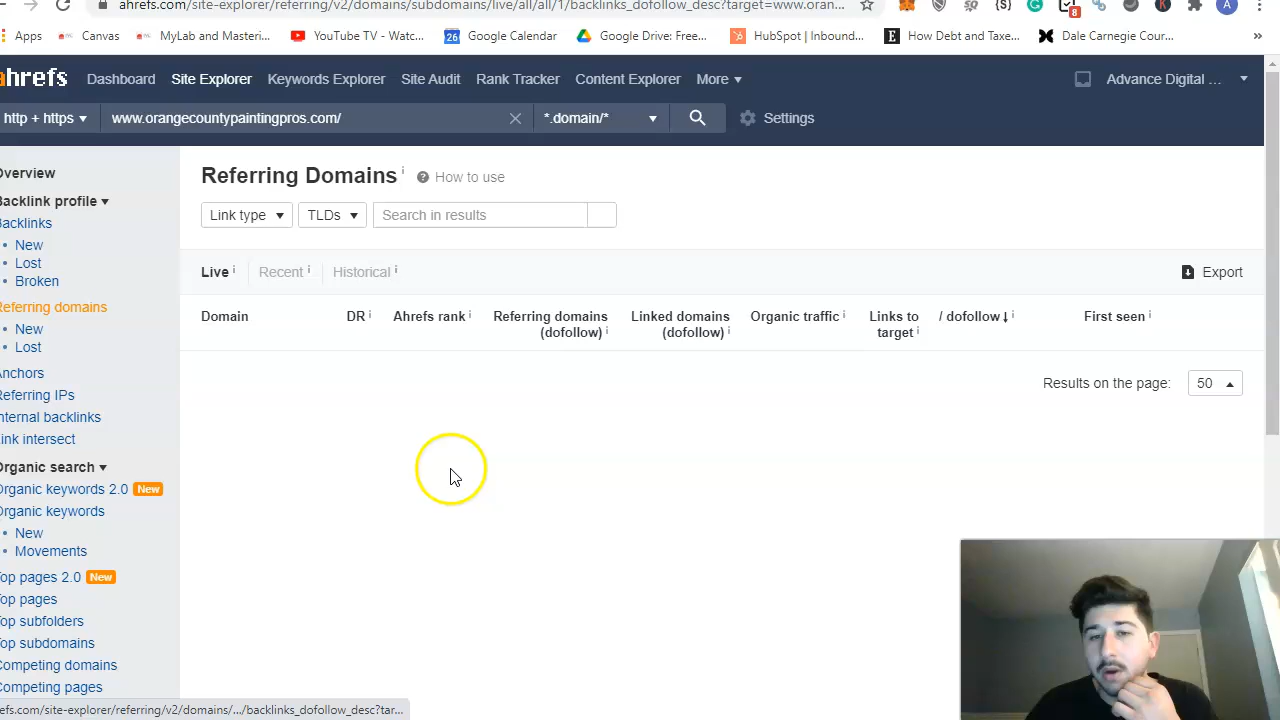 ahrefs.com/site-explorer/referring/v2/domains/subdomains/live/all/all/1/backlinks_dofollow_desc?target=www.oran...
8
A
Apps
Canvas
MyLab and Masteri...
YouTube TV - Watc...
26
Google Calendar
Google Drive: Free...
HubSpot | Inbound...
How Debt and Taxe...
Dale Carnegie Cour...
»
ahrefs
Dashboard
Site Explorer
Keywords Explorer
Site Audit
Rank Tracker
Content Explorer
More
Advance Digital ...
http + https
www.orangecountypaintingpros.com/
*.domain/*
Settings
Overview
Backlink profile
Backlinks
New
Lost
Broken
Referring domains
New
Lost
Anchors
Referring IPs
Internal backlinks
Link intersect
Organic search
Organic keywords 2.0 New
Organic keywords
New
Movements
Top pages 2.0 New
Top pages
Top subfolders
Top subdomains
Competing domains
Competing pages
Referring Domains
How to use
Link type
TLDs
Search in results
Live
Recent
Historical
Export
Domain
DR
Ahrefs rank
Referring domains
(dofollow)
Linked domains
(dofollow)
Organic traffic
Links to
target
/ dofollow
First seen
Results on the page:
50
efs.com/site-explorer/referring/v2/domains/.../backlinks_dofollow_desc?tar...